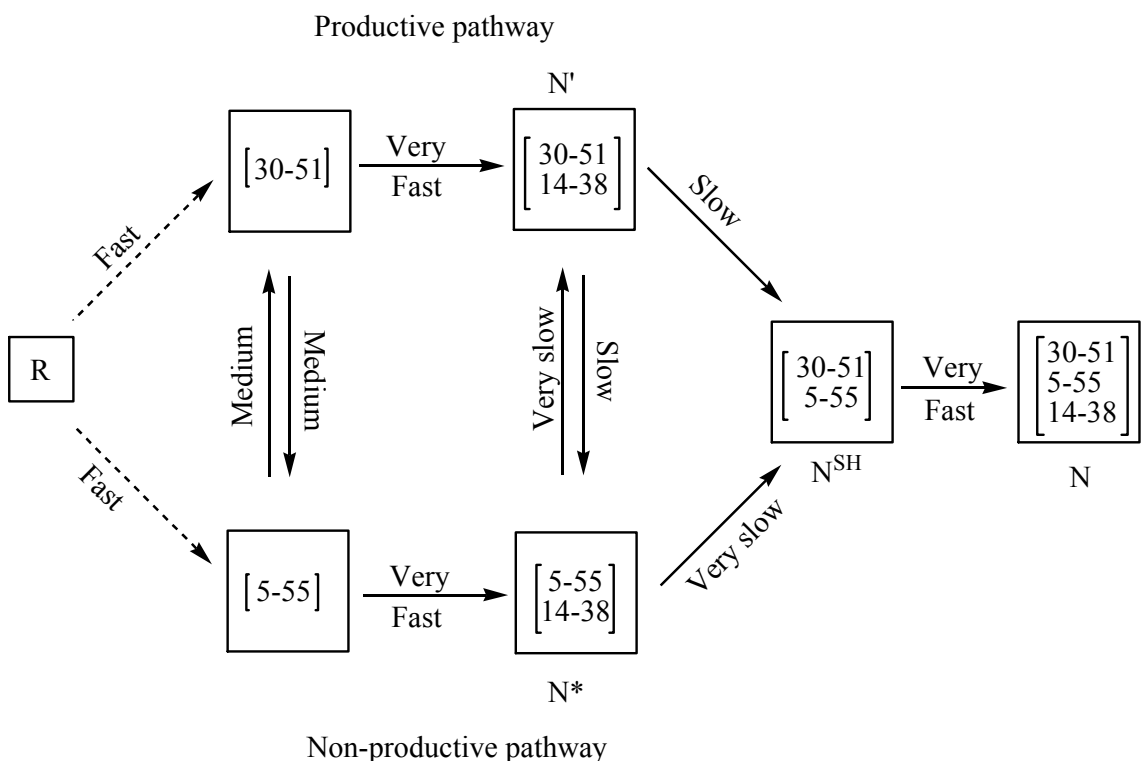 Productive pathway
N'
[30-51]
Very
Fast
[30-51
14-38]
Slow
Fast
Medium
Medium
Very slow
Slow
R
[30-51
5-55]
N^SH
Very
Fast
[30-51
5-55
14-38]
N
Fast
[5-55]
Very
Fast
[5-55
14-38]
N*
Very slow
Non-productive pathway